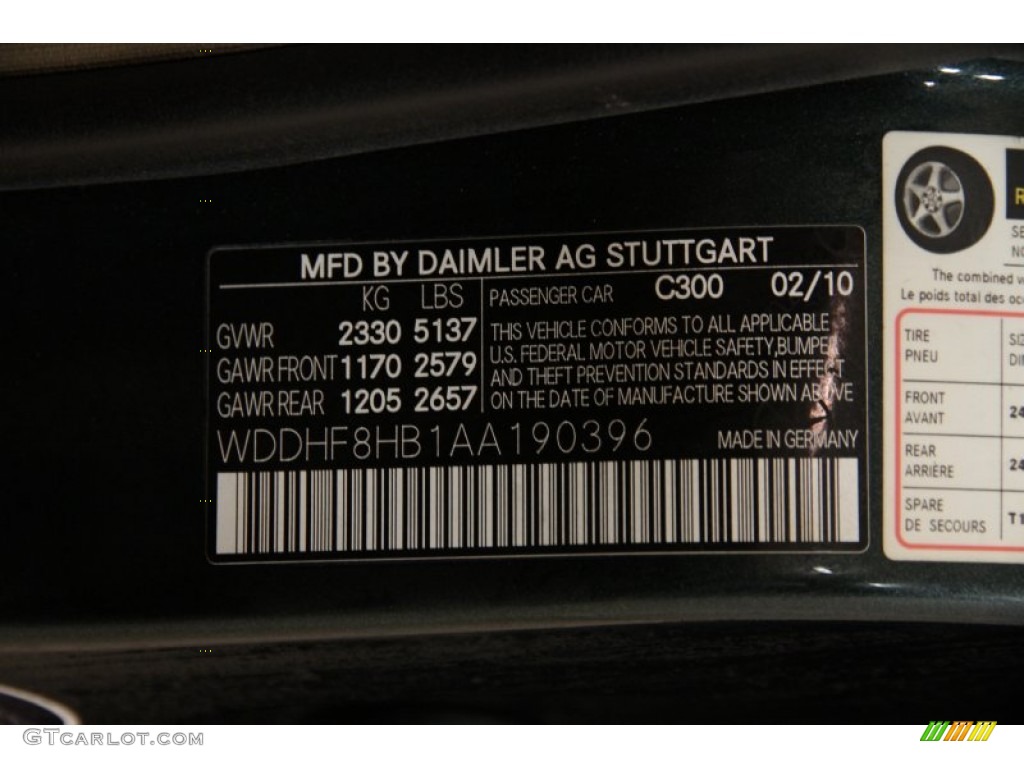 MFD BY DAIMLER AG STUTTGART
KG LBS
GVWR 2330 5137
GAWR FRONT 1170 2579
GAWR REAR 1205 2657
PASSENGER CAR C300 02/10
THIS VEHICLE CONFORMS TO ALL APPLICABLE
U.S. FEDERAL MOTOR VEHICLE SAFETY,BUMPER
AND THEFT PREVENTION STANDARDS IN EFFECT
ON THE DATE OF MANUFACTURE SHOWN ABOVE
WDDHF8HB1AA190396 MADE IN GERMANY
The combined
Le poids total des
TIRE
PNEU
FRONT
AVANT
24
REAR
ARRIÈRE
24
SPARE
DE SECOURS
T1
GTCARLOT.COM